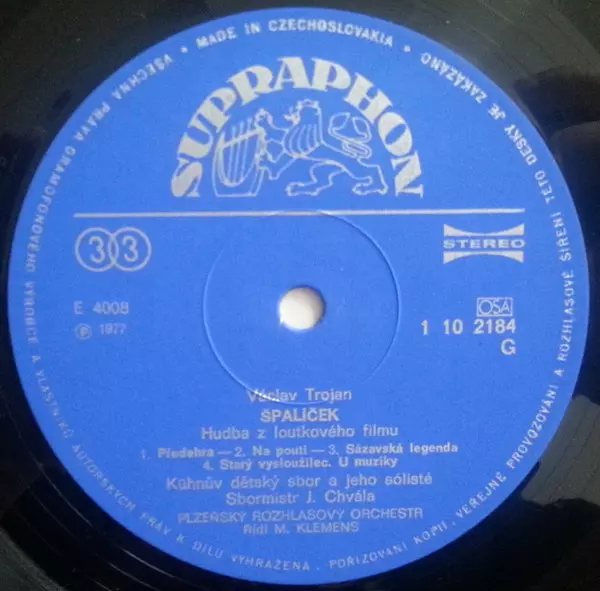 VŠECHNA PRÁVA GRAMOFONOVÉHO VÝROBCE A VLASTNÍKŮ AUTORSKÝCH PRÁV K DÍLU VYHRAŽENA. POŘIZOVÁNÍ KOPIÍ, VEŘEJNÉ PROVOZOVÁNÍ A ROZHLASOVÉ ŠÍŘENÍ TÉTO DESKY JE ZAKÁZÁNO
• MADE IN CZECHOSLOVAKIA •
SUPRAPHON
33
STEREO
E 4008
℗ 1977
OSA
1 10 2184
G
Václav Trojan
ŠPALÍČEK
Hudba z loutkového filmu
1. Předehra — 2. Na pouti — 3. Sázavská legenda
4. Starý vysloužilec. U muziky
Kühnův dětský sbor a jeho sólisté
Sbormistr J. Chvála
PLZEŇSKÝ ROZHLASOVÝ ORCHESTR
Řídí M. KLEMENS